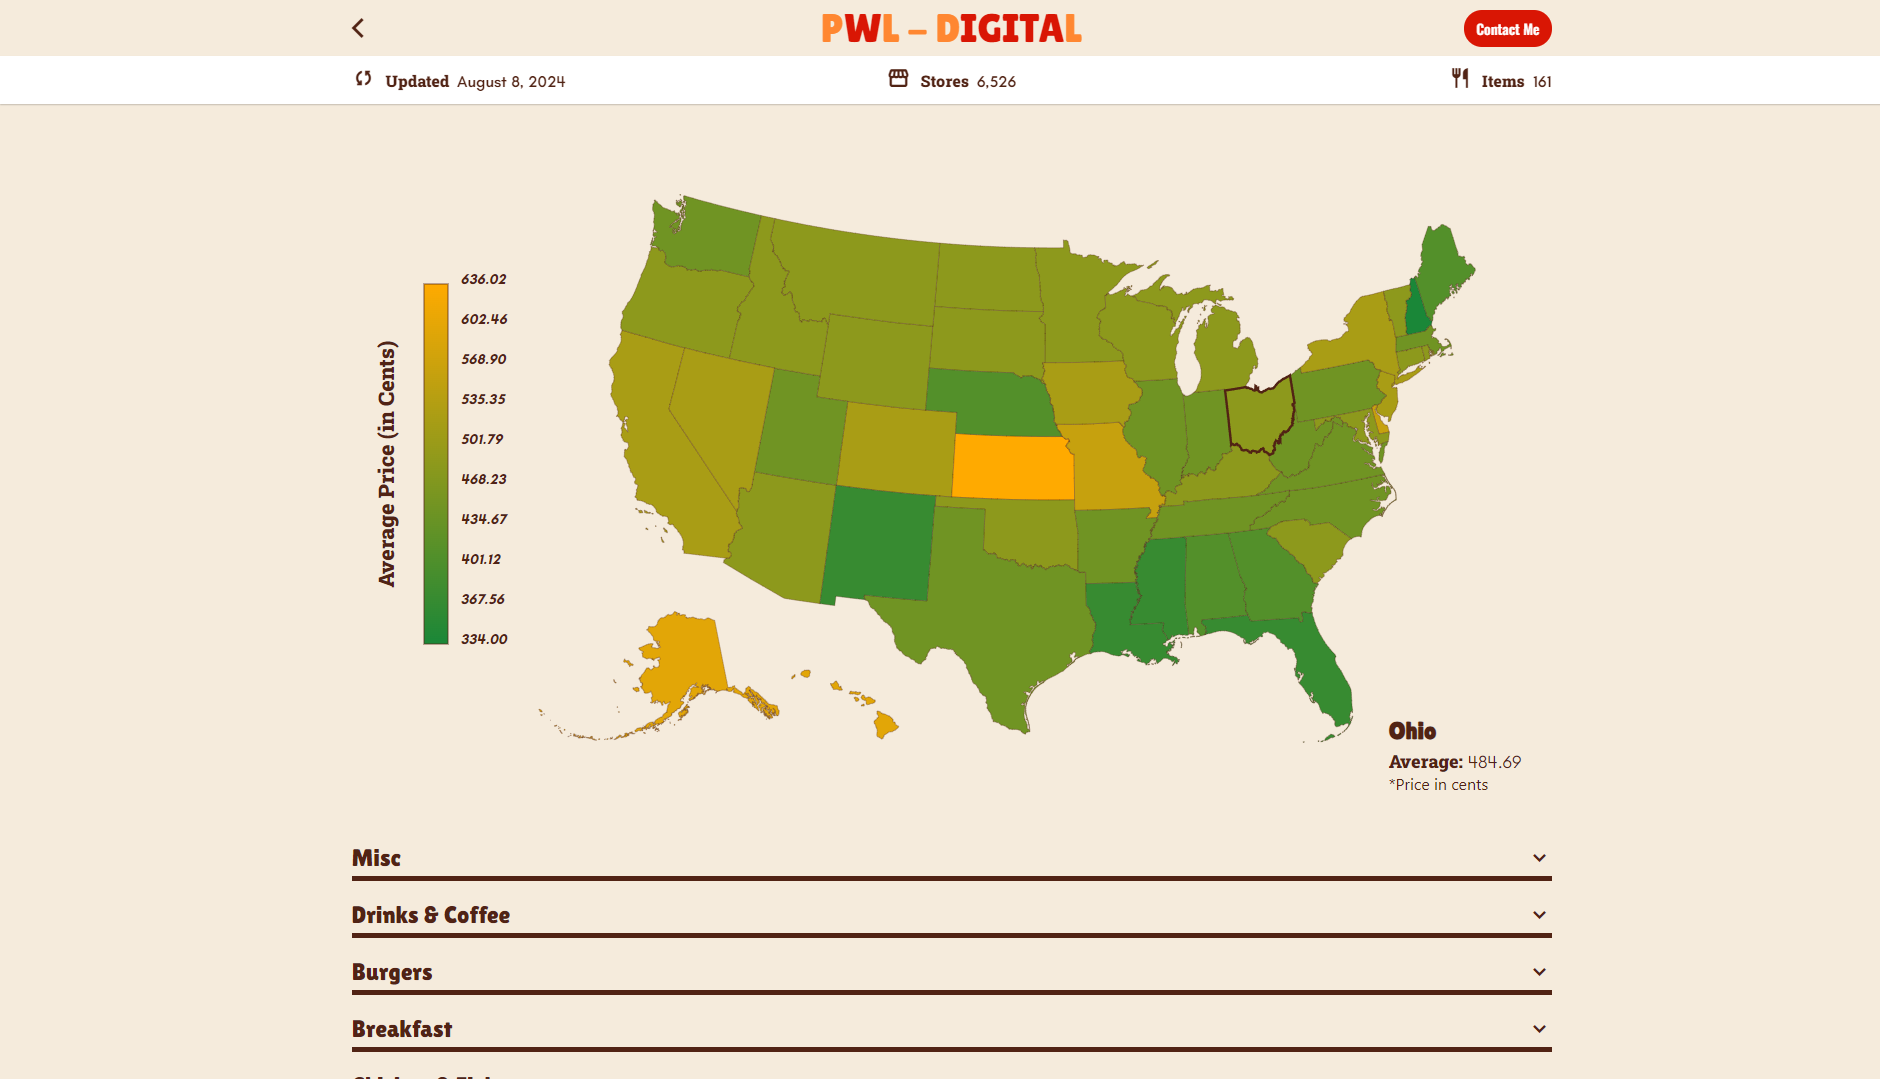 PWL – DIGITAL
Contact Me
Updated August 8, 2024
Stores 6,526
Items 161
Average Price (in Cents)
636.02
602.46
568.90
535.35
501.79
468.23
434.67
401.12
367.56
334.00
Ohio
Average: 484.69
*Price in cents
Misc
Drinks & Coffee
Burgers
Breakfast